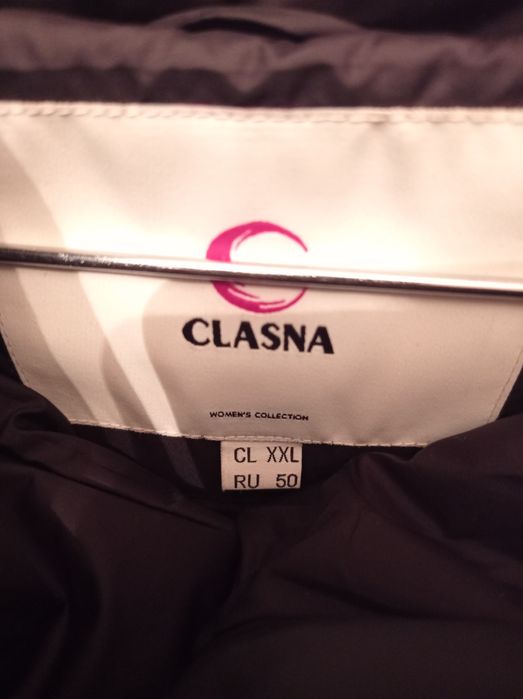 CLASNA
WOMEN'S COLLECTION
CL XXL
RU 50